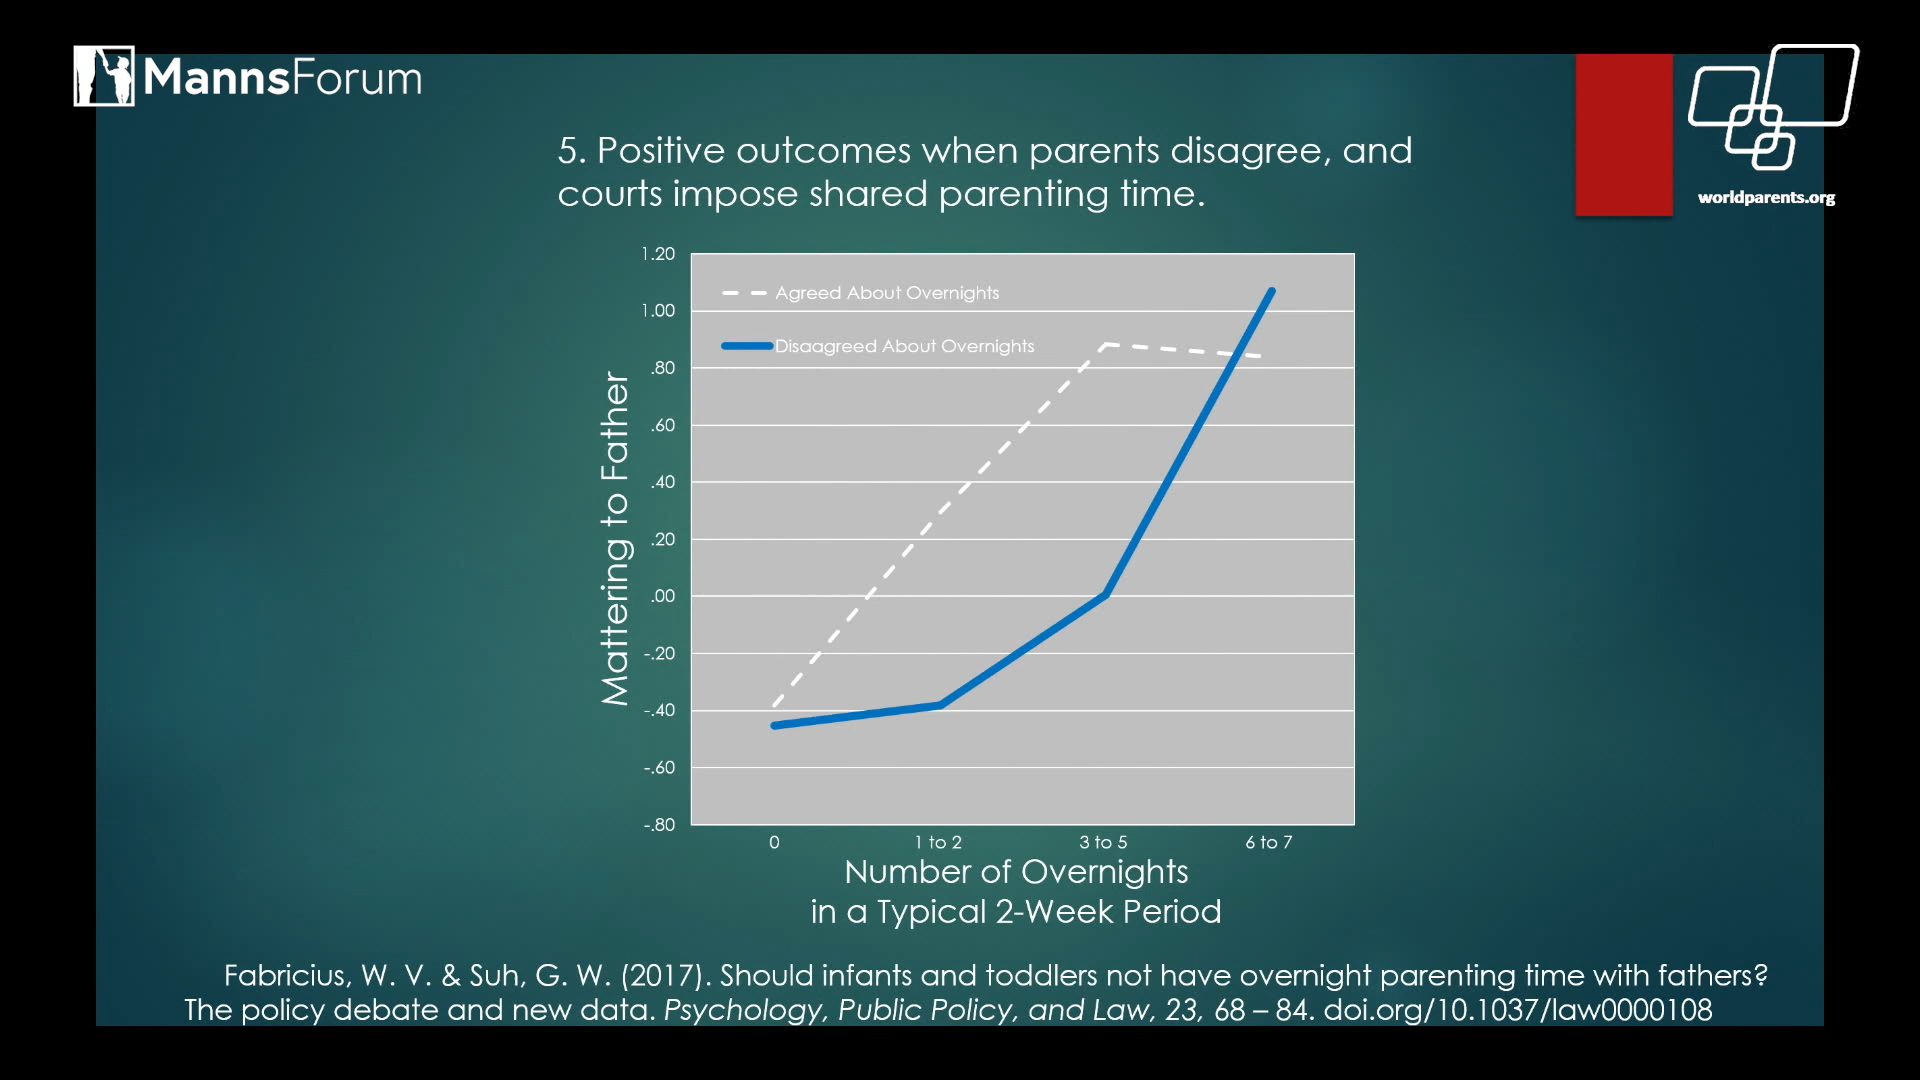 MannsForum
worldparents.org
5. Positive outcomes when parents disagree, and
courts impose shared parenting time.
1.20
1.00
.80
.60
.40
.20
.00
-.20
-.40
-.60
-.80
Mattering to Father
Agreed About Overnights
Disaagreed About Overnights
0
1 to 2
3 to 5
6 to 7
Number of Overnights
in a Typical 2-Week Period
Fabricius, W. V. & Suh, G. W. (2017). Should infants and toddlers not have overnight parenting time with fathers?
The policy debate and new data. Psychology, Public Policy, and Law, 23, 68 – 84. doi.org/10.1037/law0000108